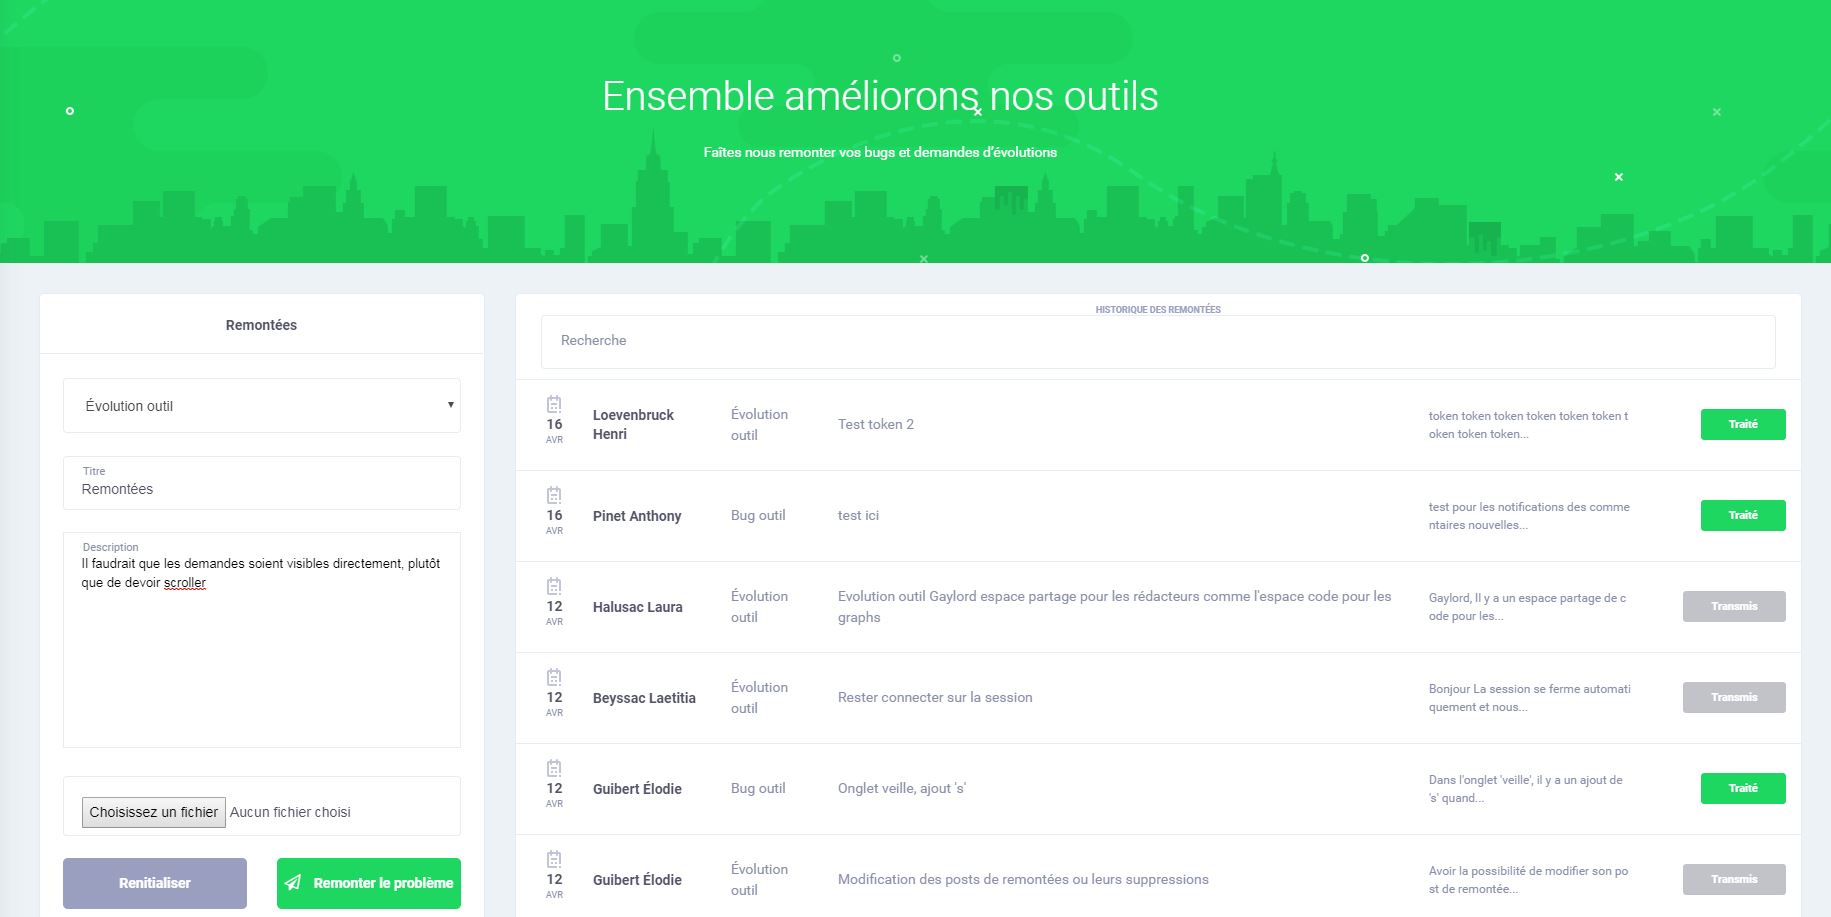 Ensemble améliorons nos outils
Faîtes nous remonter vos bugs et demandes d'évolutions
Remontées
Évolution outil
Titre
Remontées
Description
Il faudrait que les demandes soient visibles directement, plutôt
que de devoir scroller
Choisissez un fichier Aucun fichier choisi
Renitialiser
Remonter le problème
HISTORIQUE DES REMONTÉES
Recherche
16
AVR
Loevenbruck
Henri
Évolution
outil
Test token 2
token token token token token token t
oken token token...
Traité
16
AVR
Pinet Anthony
Bug outil
test ici
test pour les notifications des comme
ntaires nouvelles...
Traité
12
AVR
Halusac Laura
Évolution
outil
Evolution outil Gaylord espace partage pour les rédacteurs comme l'espace code pour les
graphs
Gaylord, Il y a un espace partage de c
ode pour les...
Transmis
12
AVR
Beyssac Laetitia
Évolution
outil
Rester connecter sur la session
Bonjour La session se ferme automati
quement et nous...
Transmis
12
AVR
Guibert Élodie
Bug outil
Onglet veille, ajout 's'
Dans l'onglet 'veille', il y a un ajout de
's' quand...
Traité
12
AVR
Guibert Élodie
Évolution
outil
Modification des posts de remontées ou leurs suppressions
Avoir la possibilité de modifier son po
st de remontée...
Transmis